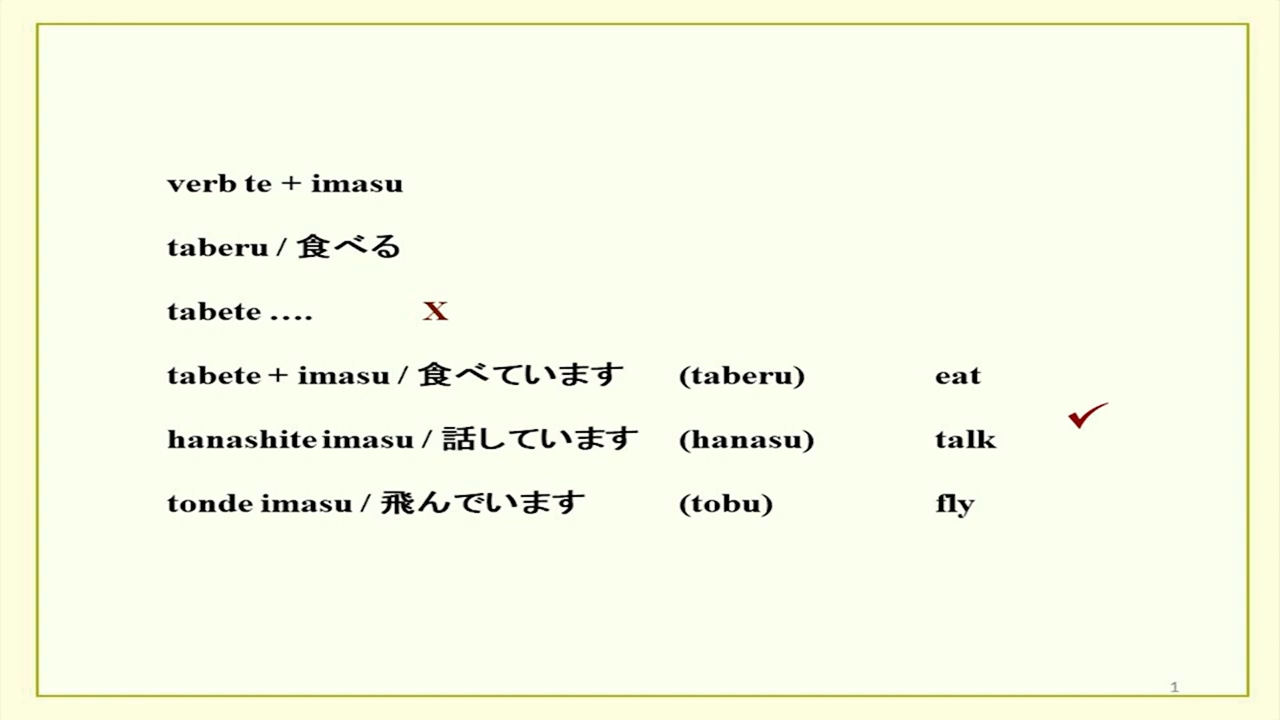 verb te + imasu
taberu / 食べる
tabete .... X
tabete + imasu / 食べています (taberu) eat
hanashite imasu / 話しています (hanasu) talk
tonde imasu / 飛んでいます (tobu) fly
1